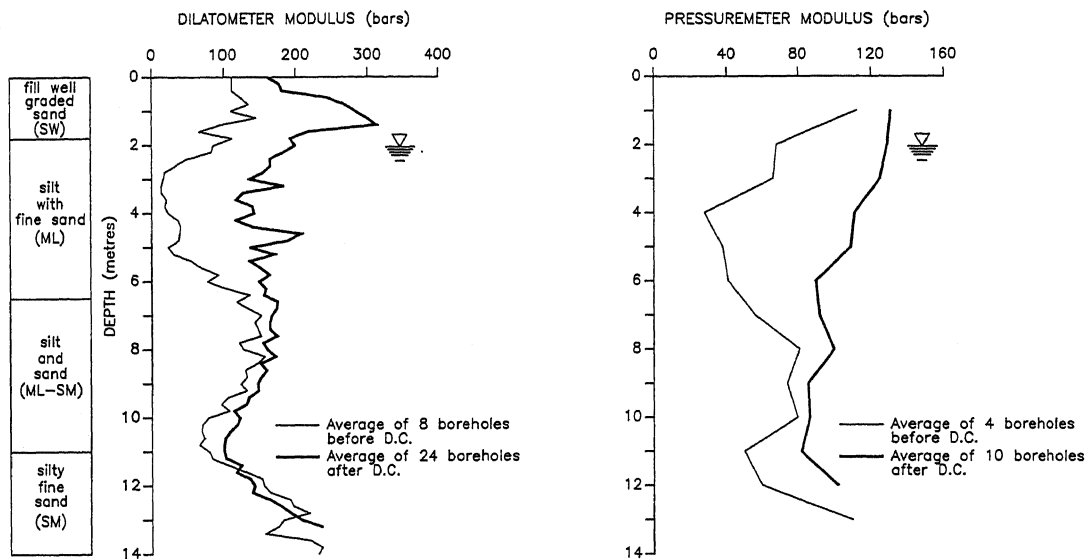 DILATOMETER MODULUS (bars)
0 100 200 300 400
0
2
4
6
8
10
12
14
DEPTH (metres)
fill well
graded
sand
(SW)
silt
with
fine sand
(ML)
silt
and
sand
(ML-SM)
silty
fine
sand
(SM)
Average of 8 boreholes
before D.C.
Average of 24 boreholes
after D.C.
PRESSUREMETER MODULUS (bars)
0 40 80 120 160
0
2
4
6
8
10
12
14
Average of 4 boreholes
before D.C.
Average of 10 boreholes
after D.C.